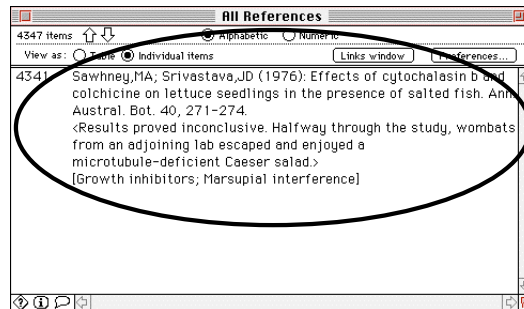 All References
4347 items Alphabetic Numeric
View as: Table Individual items Links window Preferences...
4341 Sawhney,MA; Srivastava,JD (1976): Effects of cytochalasin b and
colchicine on lettuce seedlings in the presence of salted fish. Ann.
Austral. Bot. 40, 271-274.
<Results proved inconclusive. Halfway through the study, wombats
from an adjoining lab escaped and enjoyed a
microtubule-deficient Caeser salad.>
[Growth inhibitors; Marsupial interference]